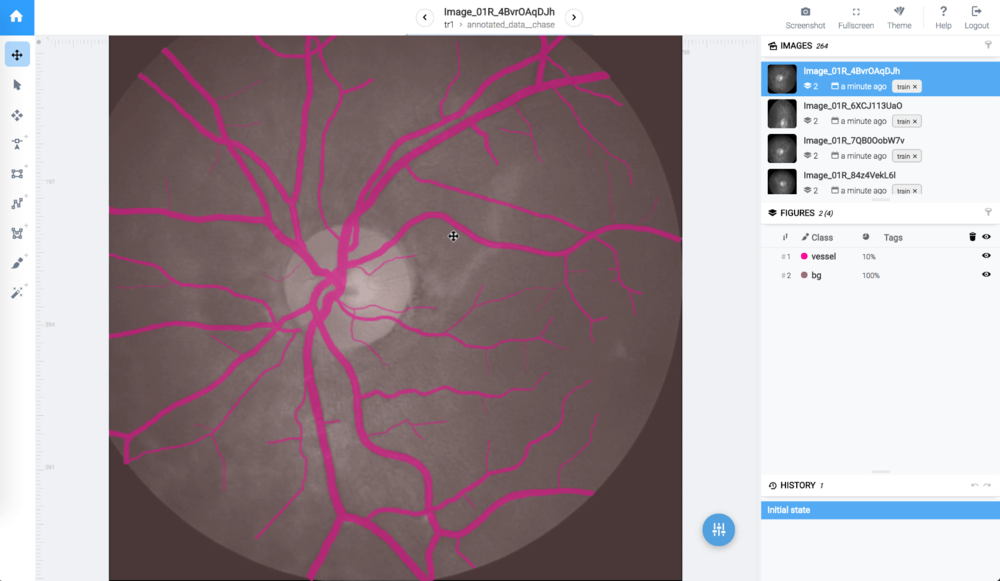 Image_01R_4BvrOAqDJh
tr1 › annotated_data__chase
Screenshot
Fullscreen
Theme
Help
Logout
IMAGES 264
Image_01R_4BvrOAqDJh
2 a minute ago train ×
Image_01R_6XCJ113UaO
2 a minute ago train ×
Image_01R_7QB0OobW7v
2 a minute ago train ×
Image_01R_84z4VekL6l
2 a minute ago train ×
FIGURES 2 (4)
Class Tags
#1 vessel 10%
#2 bg 100%
HISTORY 1
Initial state